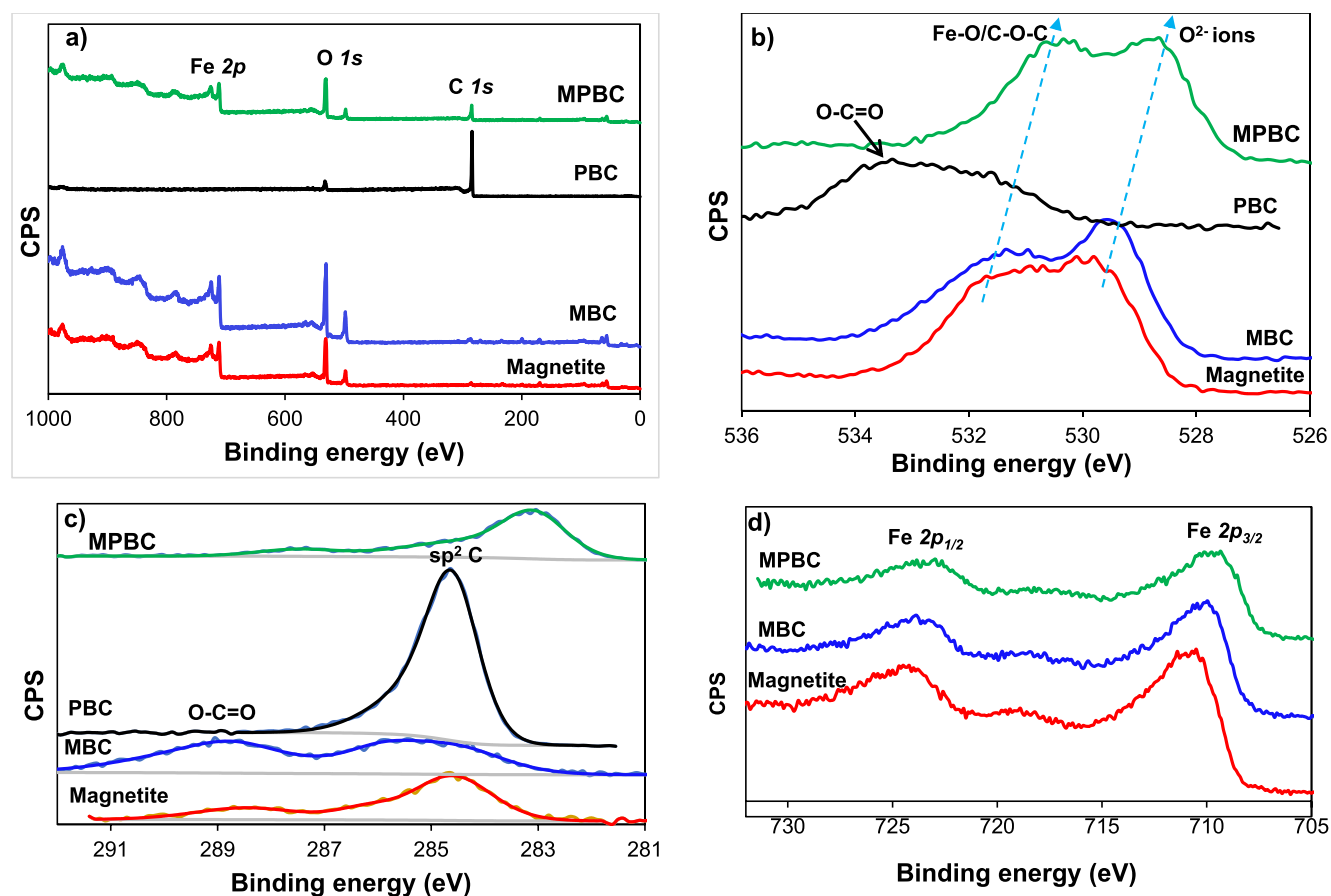 a)
Fe 2p
O 1s
C 1s
MPBC
PBC
MBC
Magnetite
CPS
1000 800 600 400 200 0
Binding energy (eV)
b)
Fe-O/C-O-C
O²⁻ ions
O-C=O
MPBC
PBC
MBC
Magnetite
CPS
536 534 532 530 528 526
Binding energy (eV)
c)
MPBC
sp² C
PBC
O-C=O
MBC
Magnetite
CPS
291 289 287 285 283 281
Binding energy (eV)
d)
Fe 2p1/2
Fe 2p3/2
MPBC
MBC
Magnetite
CPS
730 725 720 715 710 705
Binding energy (eV)